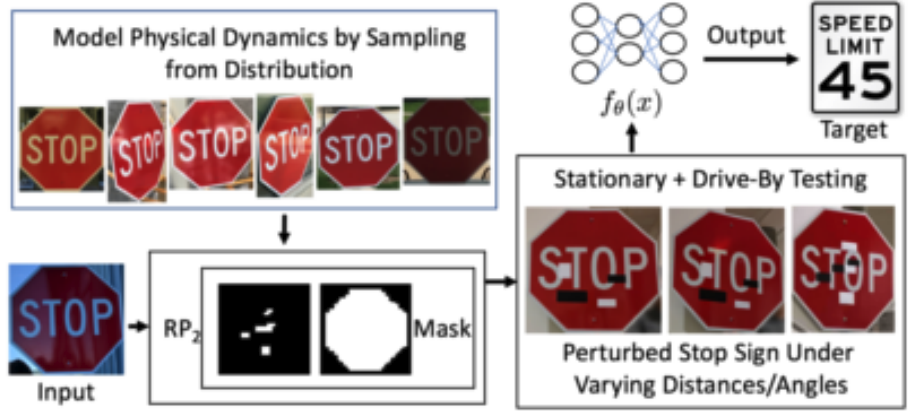 Model Physical Dynamics by Sampling
from Distribution
STOP STOP STOP STOP STOP STOP
Output
SPEED
LIMIT
45
fθ(x)
Target
Stationary + Drive-By Testing
STOP STOP STOP
Perturbed Stop Sign Under
Varying Distances/Angles
STOP
Input
RP2
Mask